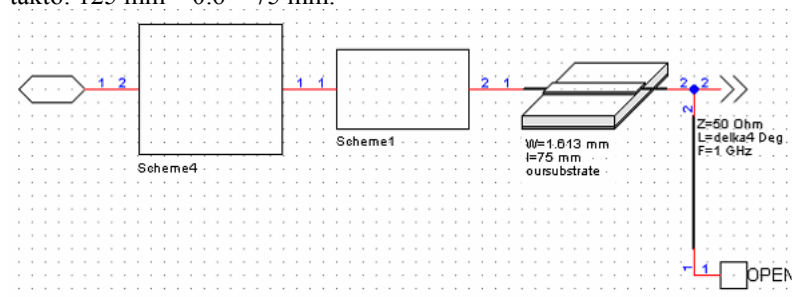 takto: 125 mm * 0.6 = 75 mm.
1 2
1 1
2 1
2 2
2
Scheme4
Scheme1
W=1.613 mm
l=75 mm
oursubstrate
Z=50 Ohm
L=delka4 Deg
F=1 GHz
1 1
OPEN